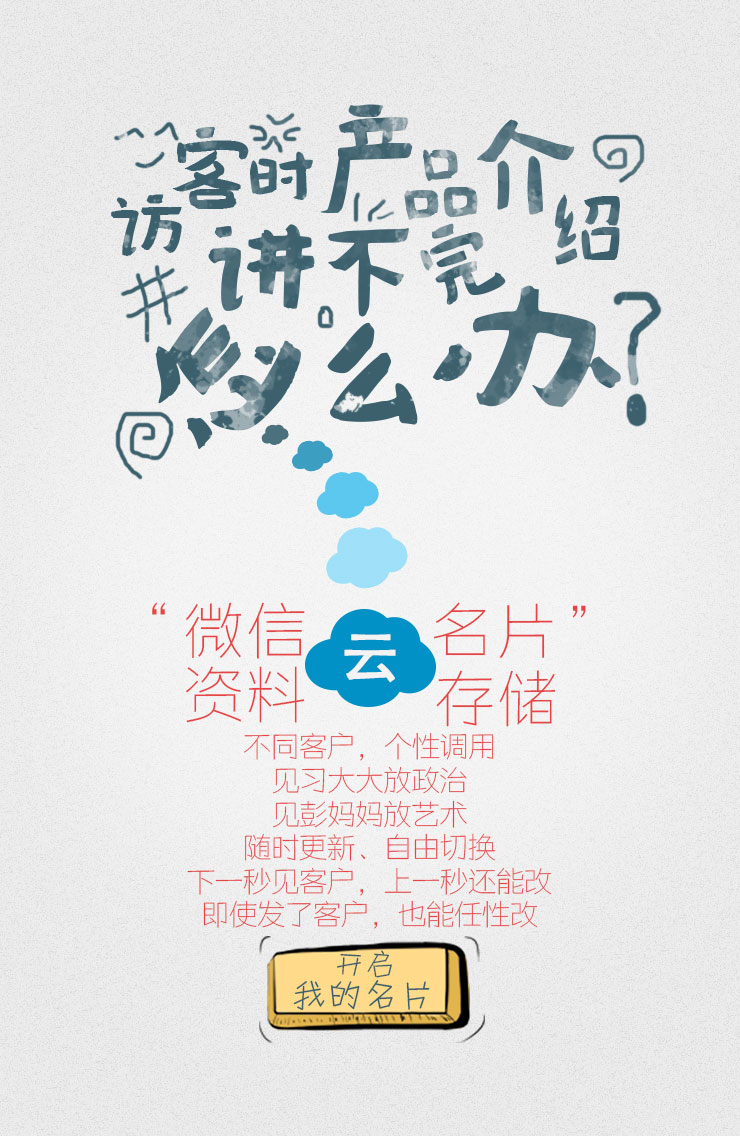 访客时产品介绍
讲不完
怎么办?
“微信云名片”
资料云存储
不同客户，个性调用
见习大大放政治
见彭妈妈放艺术
随时更新、自由切换
下一秒见客户，上一秒还能改
即使发了客户，也能任性改
开启
我的名片